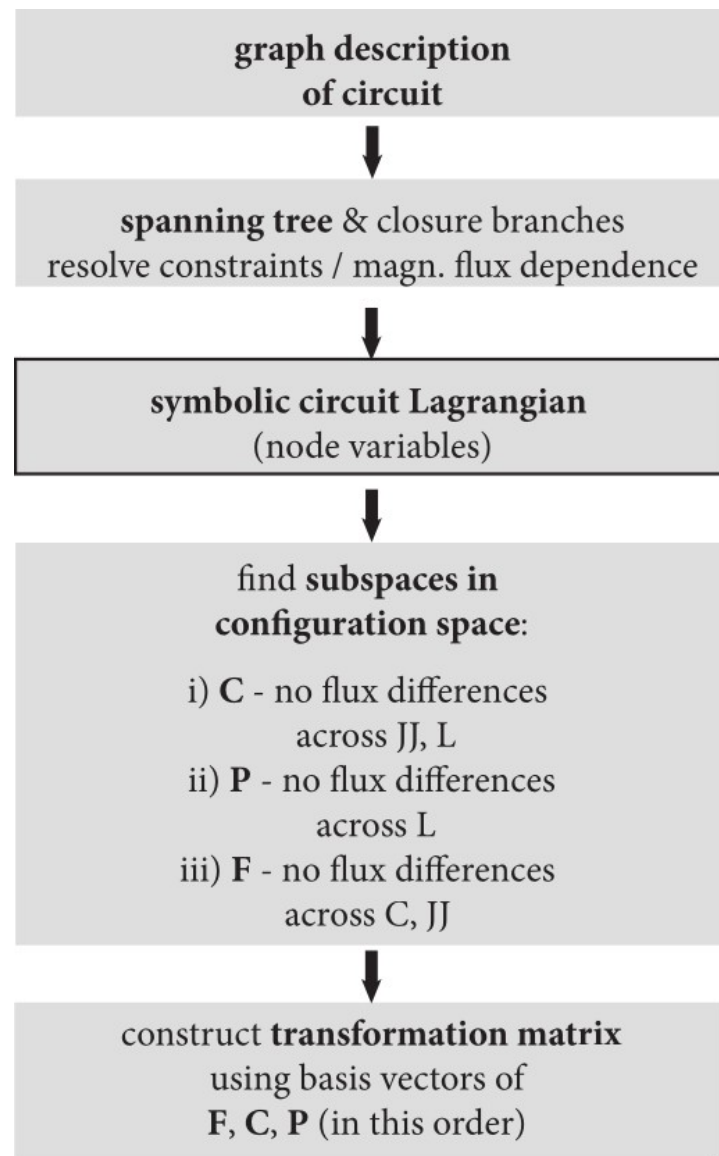 graph description
of circuit
spanning tree & closure branches
resolve constraints / magn. flux dependence
symbolic circuit Lagrangian
(node variables)
find subspaces in
configuration space:
i) C - no flux differences
across JJ, L
ii) P - no flux differences
across L
iii) F - no flux differences
across C, JJ
construct transformation matrix
using basis vectors of
F, C, P (in this order)